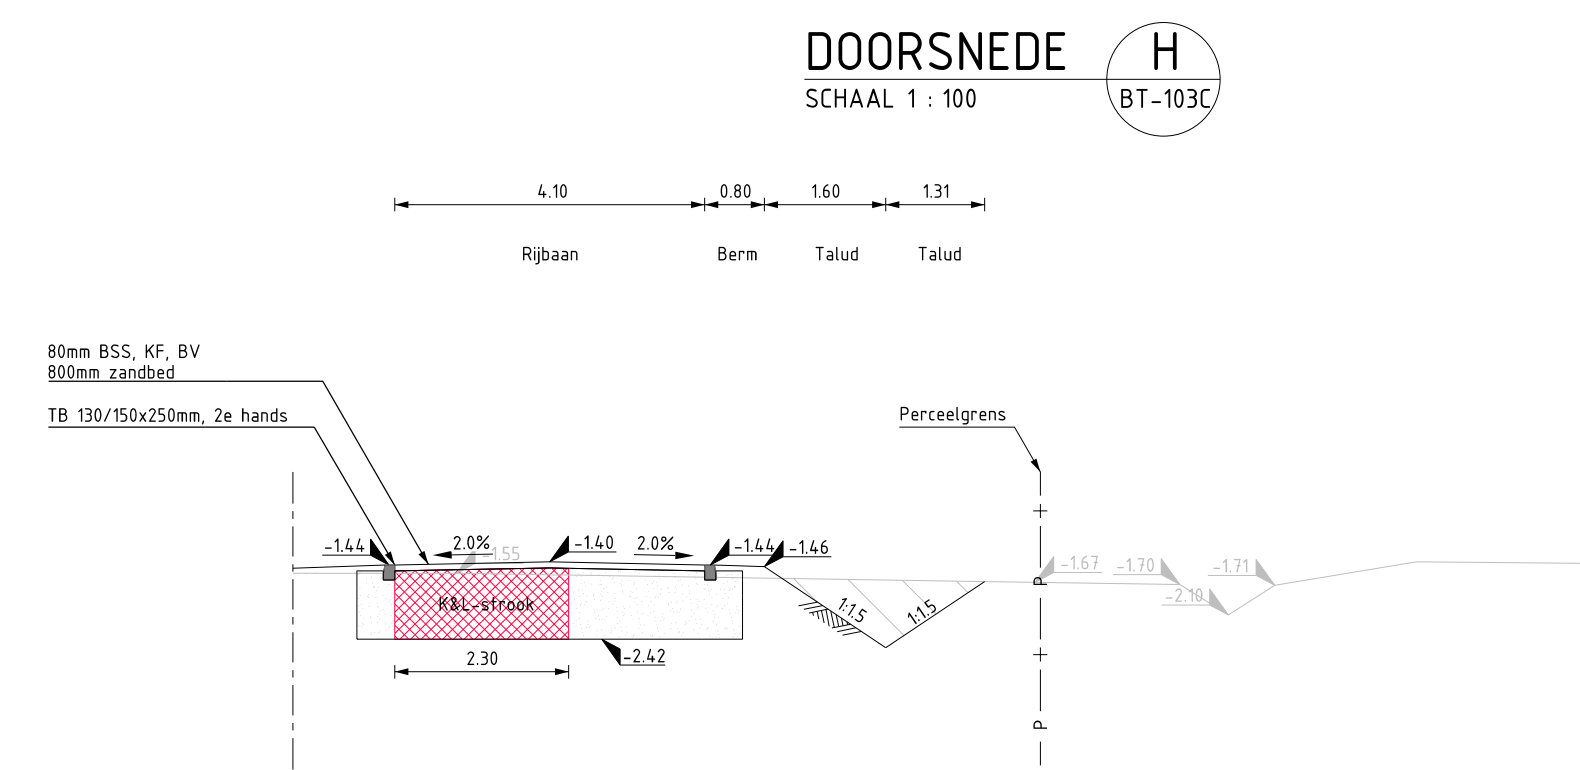 DOORSNEDE
H
SCHAAL 1 : 100
BT-103C
4.10
0.80
1.60
1.31
Rijbaan
Berm
Talud
Talud
80mm BSS, KF, BV
800mm zandbed
TB 130/150x250mm, 2e hands
Perceelgrens
-1.44
2.0%
-1.55
-1.40
2.0%
-1.44
-1.46
-1.67
-1.70
-1.71
-2.10
P
K&L-strook
1:1.5
1:1.5
2.30
-2.42
P